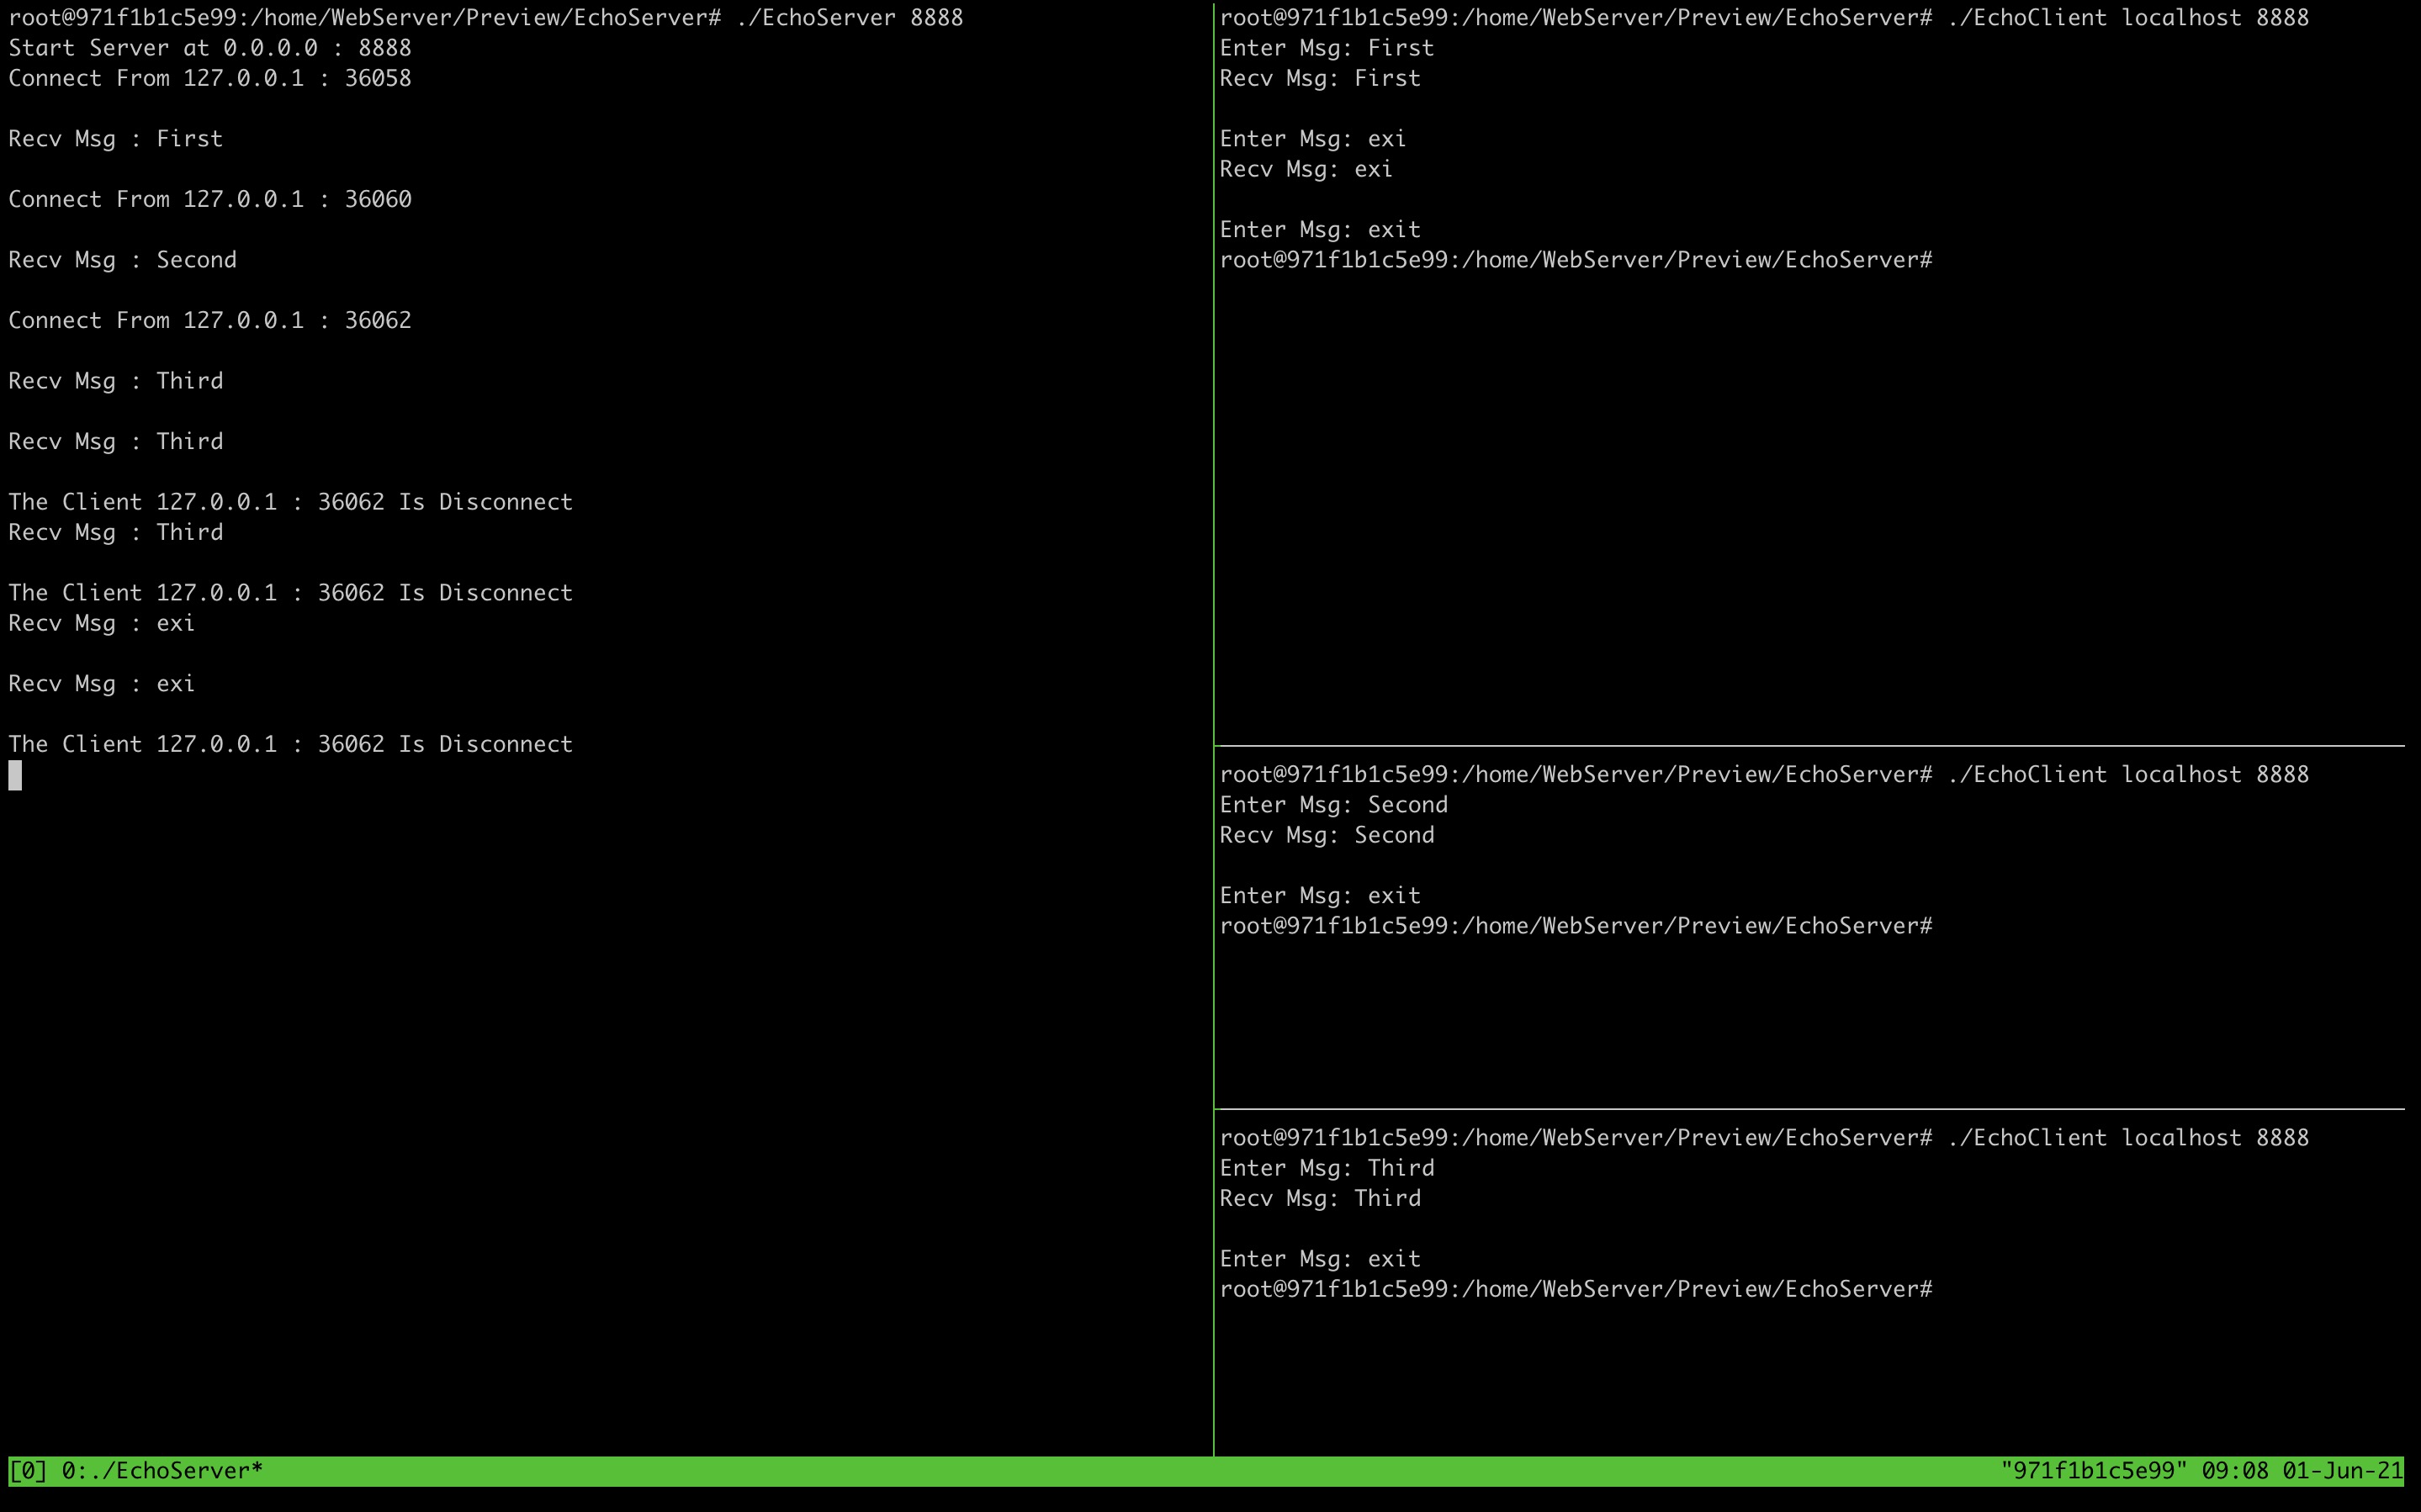 root@971f1b1c5e99:/home/WebServer/Preview/EchoServer# ./EchoServer 8888
Start Server at 0.0.0.0 : 8888
Connect From 127.0.0.1 : 36058
Recv Msg : First
Connect From 127.0.0.1 : 36060
Recv Msg : Second
Connect From 127.0.0.1 : 36062
Recv Msg : Third
Recv Msg : Third
The Client 127.0.0.1 : 36062 Is Disconnect
Recv Msg : Third
The Client 127.0.0.1 : 36062 Is Disconnect
Recv Msg : exi
Recv Msg : exi
The Client 127.0.0.1 : 36062 Is Disconnect
root@971f1b1c5e99:/home/WebServer/Preview/EchoServer# ./EchoClient localhost 8888
Enter Msg: First
Recv Msg: First
Enter Msg: exi
Recv Msg: exi
Enter Msg: exit
root@971f1b1c5e99:/home/WebServer/Preview/EchoServer#
root@971f1b1c5e99:/home/WebServer/Preview/EchoServer# ./EchoClient localhost 8888
Enter Msg: Second
Recv Msg: Second
Enter Msg: exit
root@971f1b1c5e99:/home/WebServer/Preview/EchoServer#
root@971f1b1c5e99:/home/WebServer/Preview/EchoServer# ./EchoClient localhost 8888
Enter Msg: Third
Recv Msg: Third
Enter Msg: exit
root@971f1b1c5e99:/home/WebServer/Preview/EchoServer#
[0] 0:./EchoServer* "971f1b1c5e99" 09:08 01-Jun-21